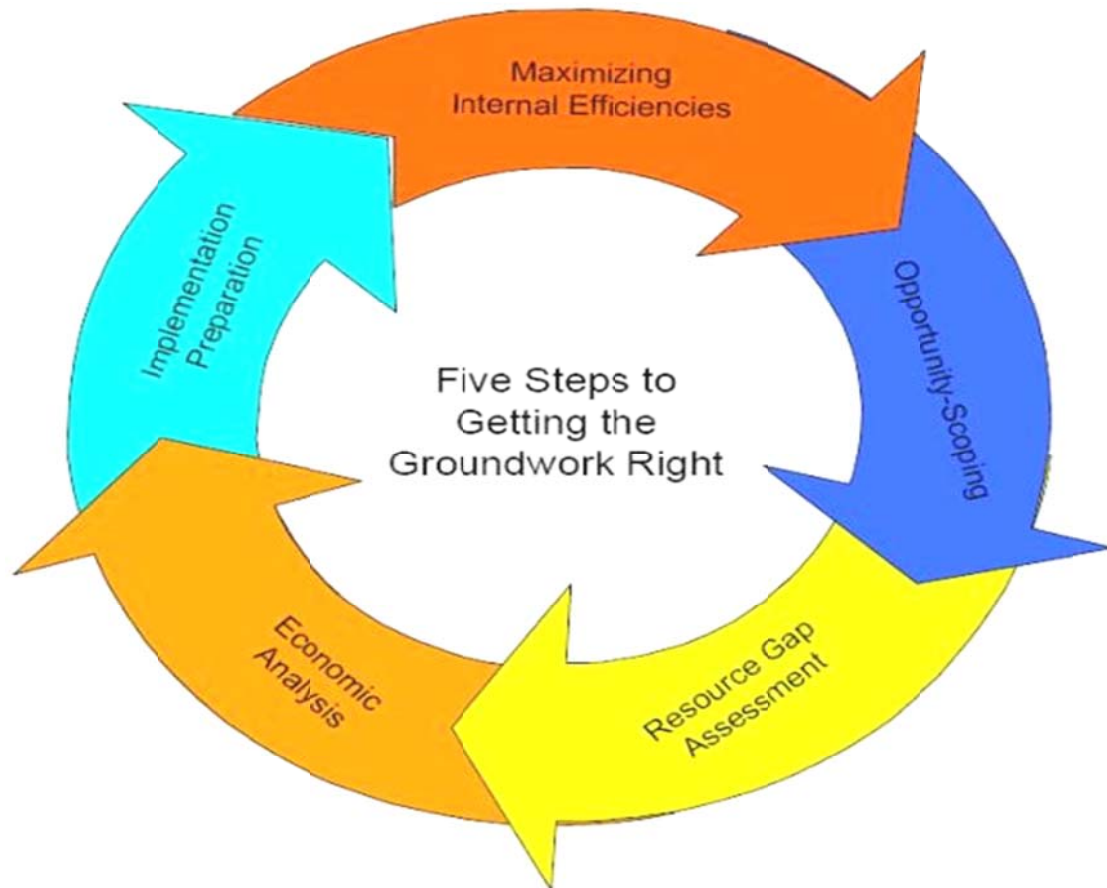 Maximizing
Internal Efficiencies
Opportunity-Scoping
Resource Gap
Assessment
Economic
Analysis
Implementation
Preparation
Five Steps to
Getting the
Groundwork Right